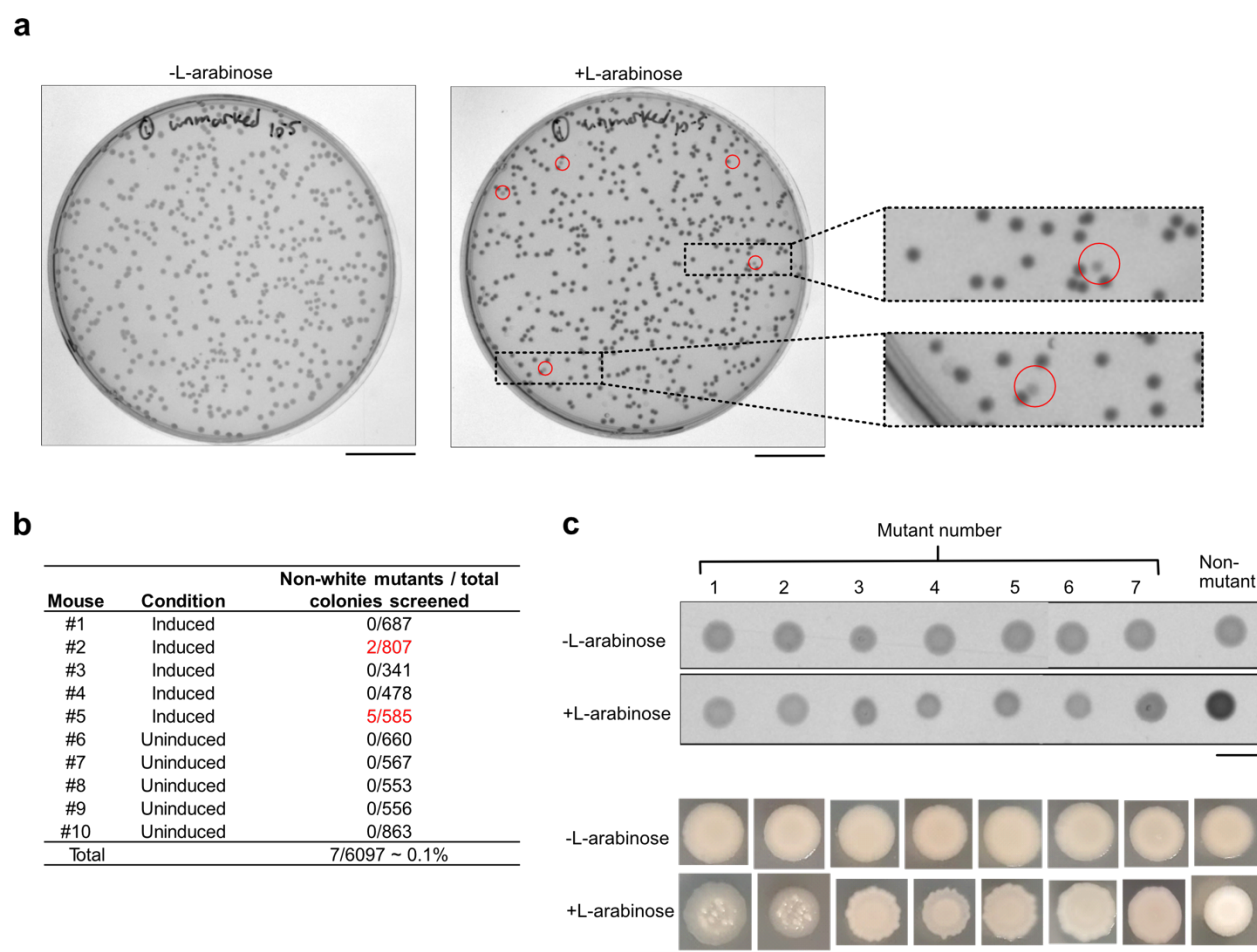 a
-L-arabinose
+L-arabinose
1 unmarked 10-5
1 unmarked 10-5
b
Mouse Condition Non-white mutants / total colonies screened
#1 Induced 0/687
#2 Induced 2/807
#3 Induced 0/341
#4 Induced 0/478
#5 Induced 5/585
#6 Uninduced 0/660
#7 Uninduced 0/567
#8 Uninduced 0/553
#9 Uninduced 0/556
#10 Uninduced 0/863
Total 7/6097 ~ 0.1%
c
Mutant number
1 2 3 4 5 6 7 Non-mutant
-L-arabinose
+L-arabinose
-L-arabinose
+L-arabinose